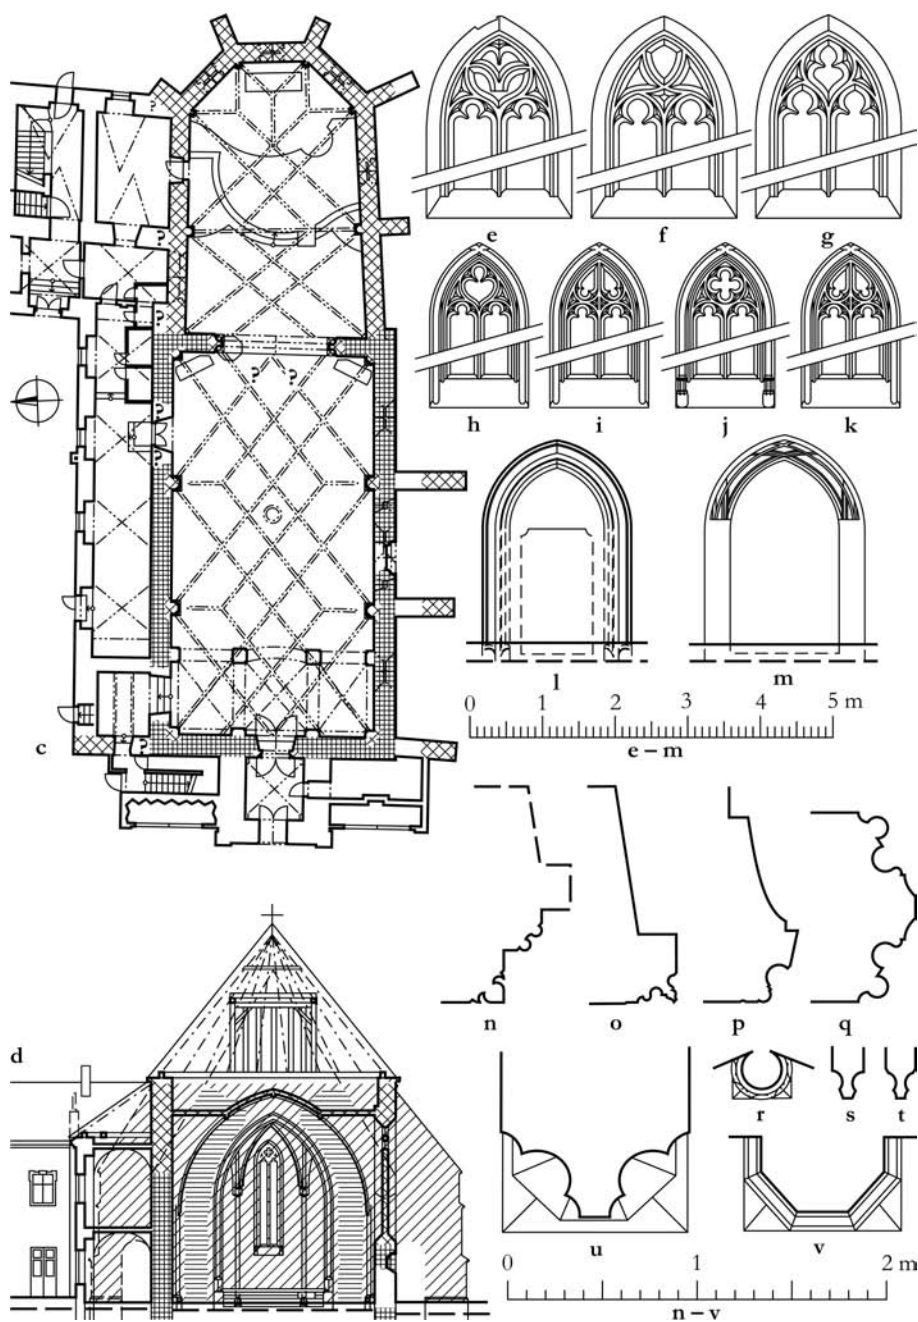 e f g
h i j k
l m
0 1 2 3 4 5 m
e – m
c
? ? ? ? ? ? ? ?
n o p q
d
r s t
u v
0 1 2 m
n – v